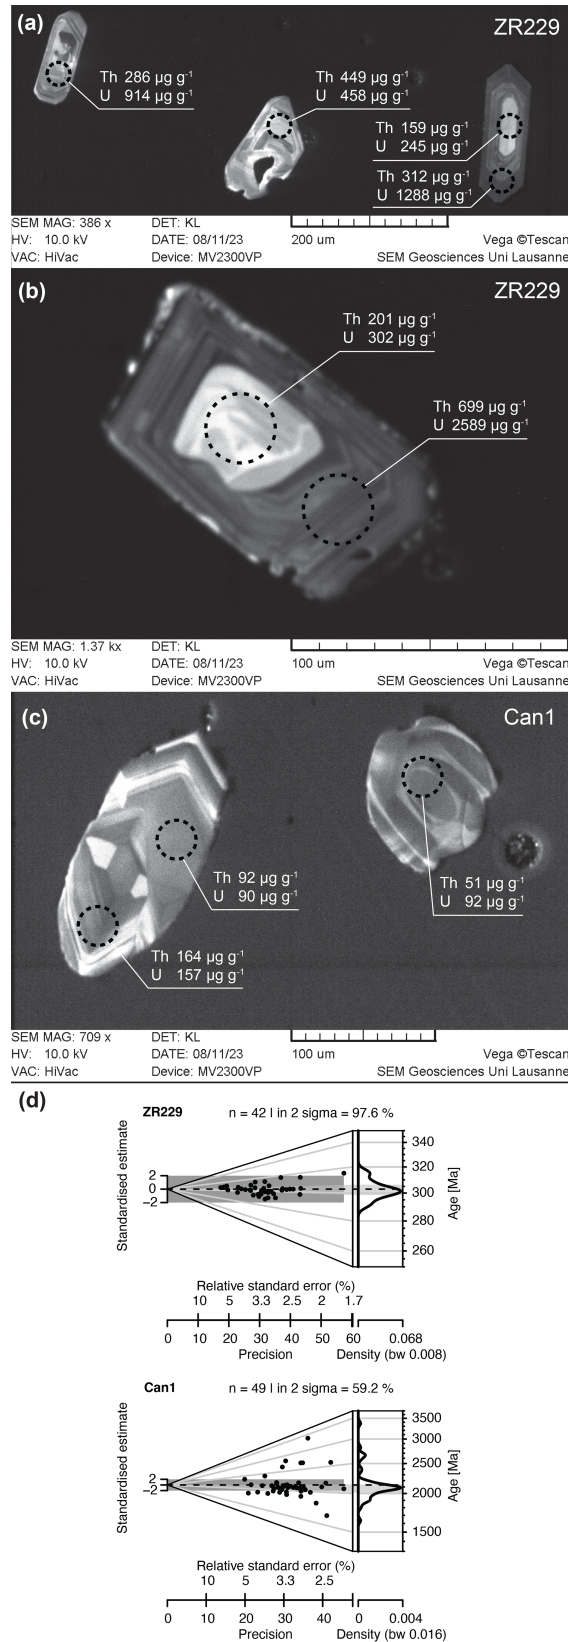 (a)
ZR229
Th 286 µg g-1
U 914 µg g-1
Th 449 µg g-1
U 458 µg g-1
Th 159 µg g-1
U 245 µg g-1
Th 312 µg g-1
U 1288 µg g-1
SEM MAG: 386 x DET: KL
HV: 10.0 kV DATE: 08/11/23 200 um Vega ©Tescan
VAC: HiVac Device: MV2300VP SEM Geosciences Uni Lausanne
(b)
ZR229
Th 201 µg g-1
U 302 µg g-1
Th 699 µg g-1
U 2589 µg g-1
SEM MAG: 1.37 kx DET: KL
HV: 10.0 kV DATE: 08/11/23 100 um Vega ©Tescan
VAC: HiVac Device: MV2300VP SEM Geosciences Uni Lausanne
(c)
Can1
Th 92 µg g-1
U 90 µg g-1
Th 51 µg g-1
U 92 µg g-1
Th 164 µg g-1
U 157 µg g-1
SEM MAG: 709 x DET: KL
HV: 10.0 kV DATE: 08/11/23 100 um Vega ©Tescan
VAC: HiVac Device: MV2300VP SEM Geosciences Uni Lausanne
(d)
ZR229 n = 42 | in 2 sigma = 97.6 %
Standardised estimate
2
0
−2
340
320
300
280
260
Age [Ma]
Relative standard error (%)
10 5 3.3 2.5 2 1.7
0 10 20 30 40 50 60 0 0.068
Precision Density (bw 0.008)
Can1 n = 49 | in 2 sigma = 59.2 %
Standardised estimate
2
−2
3500
3000
2500
2000
1500
Age [Ma]
Relative standard error (%)
10 5 3.3 2.5
0 10 20 30 40 0 0.004
Precision Density (bw 0.016)